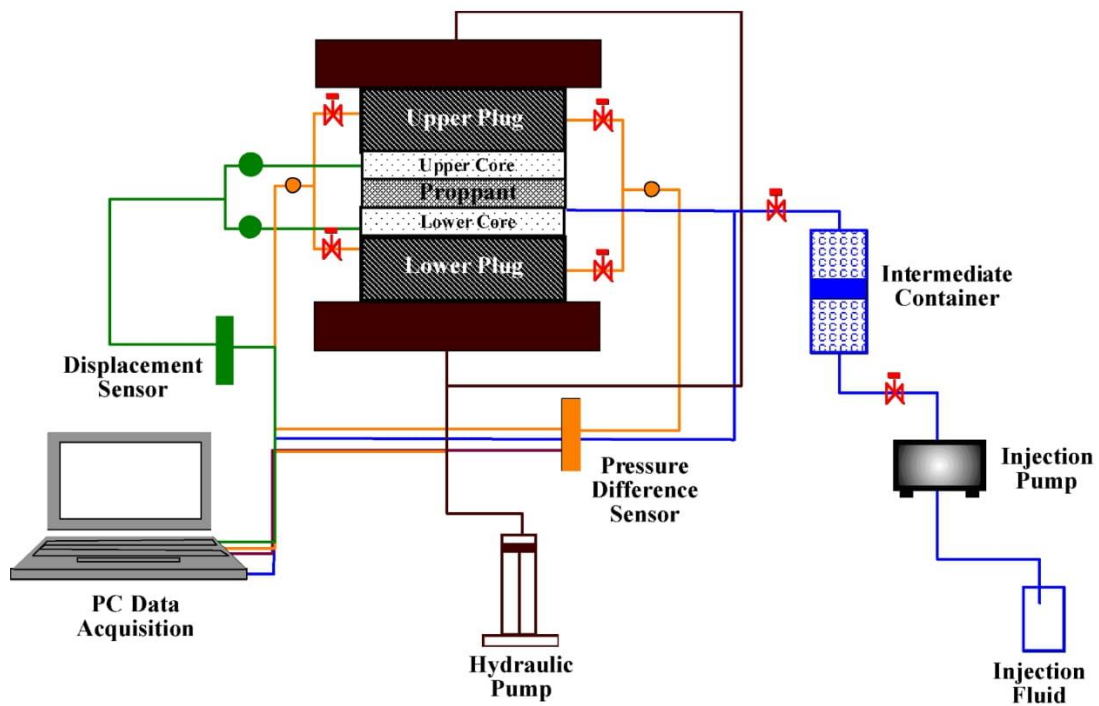 Upper Plug
Upper Core
Proppant
Lower Core
Lower Plug
Intermediate
Container
Displacement
Sensor
Injection
Pump
Pressure
Difference
Sensor
PC Data
Acquisition
Hydraulic
Pump
Injection
Fluid